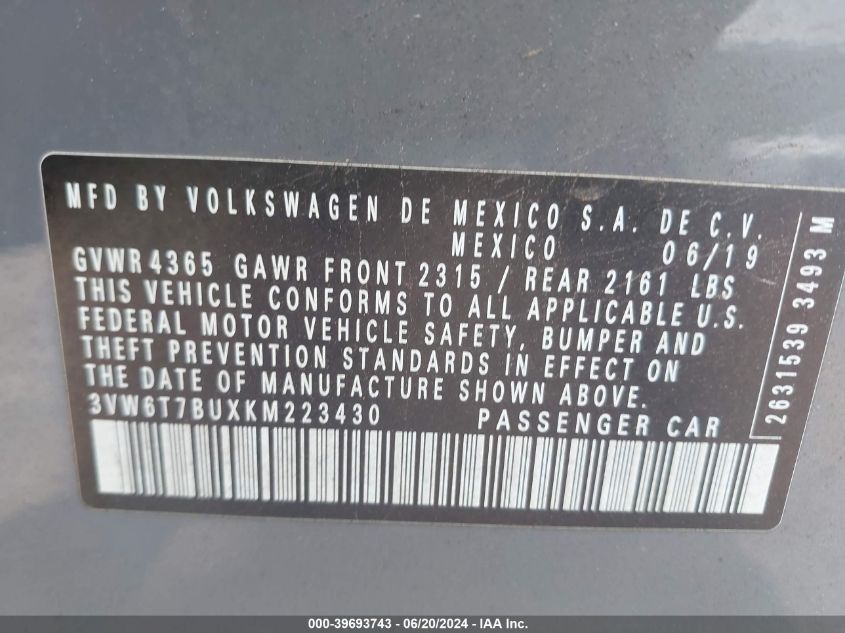 MFD BY VOLKSWAGEN DE MEXICO S.A. DE C.V.
MEXICO 06/19
GVWR 4365 GAWR FRONT 2315 / REAR 2161 LBS
THIS VEHICLE CONFORMS TO ALL APPLICABLE U.S.
FEDERAL MOTOR VEHICLE SAFETY, BUMPER AND
THEFT PREVENTION STANDARDS IN EFFECT ON
THE DATE OF MANUFACTURE SHOWN ABOVE.
3VW6T7BUXKM223430 PASSENGER CAR
2631539 3493 M
000-39693743 / 06/20/2024 - IAA Inc.